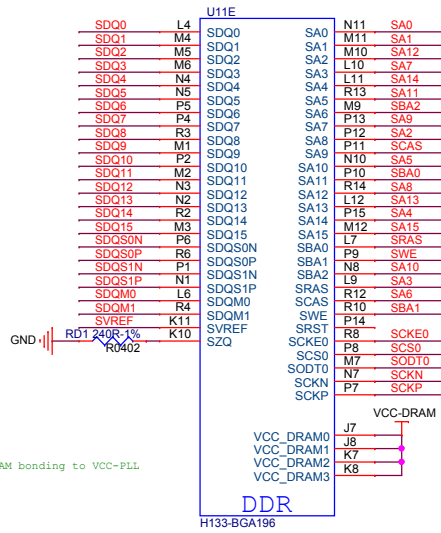 U11E
SDQ0 L4 SDQ0 SA0 N11 SA0
SDQ1 M4 SDQ1 SA1 M11 SA1
SDQ2 M5 SDQ2 SA2 M10 SA12
SDQ3 M6 SDQ3 SA3 L10 SA7
SDQ4 N4 SDQ4 SA4 L11 SA14
SDQ5 N5 SDQ5 SA5 R13 SA11
SDQ6 P5 SDQ6 SA6 M9 SBA2
SDQ7 P4 SDQ7 SA7 P13 SA9
SDQ8 R3 SDQ8 SA8 P12 SA2
SDQ9 M1 SDQ9 SA9 P11 SCAS
SDQ10 P2 SDQ10 SA10 N10 SA5
SDQ11 M2 SDQ11 SA11 P10 SBA0
SDQ12 N3 SDQ12 SA12 R14 SA8
SDQ13 N2 SDQ13 SA13 L12 SA13
SDQ14 R2 SDQ14 SA14 P15 SA4
SDQ15 M3 SDQ15 SA15 M12 SA15
SDQS0N P6 SDQS0N SBA0 L7 SRAS
SDQS0P R6 SDQS0P SBA1 P9 SWE
SDQS1N P1 SDQS1N SBA2 N8 SA10
SDQS1P N1 SDQS1P SRAS L9 SA3
SDQM0 L6 SDQM0 SCAS R12 SA6
SDQM1 R4 SDQM1 SWE R10 SBA1
SVREF K11 SVREF SRST P14
GND RD1 240R-1% K10 SZQ SCKE0 R8 SCKE0
R0402
SCS0 P8 SCS0
SODT0 M7 SODT0
SCKN N7 SCKN
SCKP P7 SCKP
VCC-DRAM
VCC_DRAM0 J7
VCC_DRAM1 J8
VCC_DRAM2 K7
VCC_DRAM3 K8
AM bonding to VCC-PLL
DDR
H133-BGA196